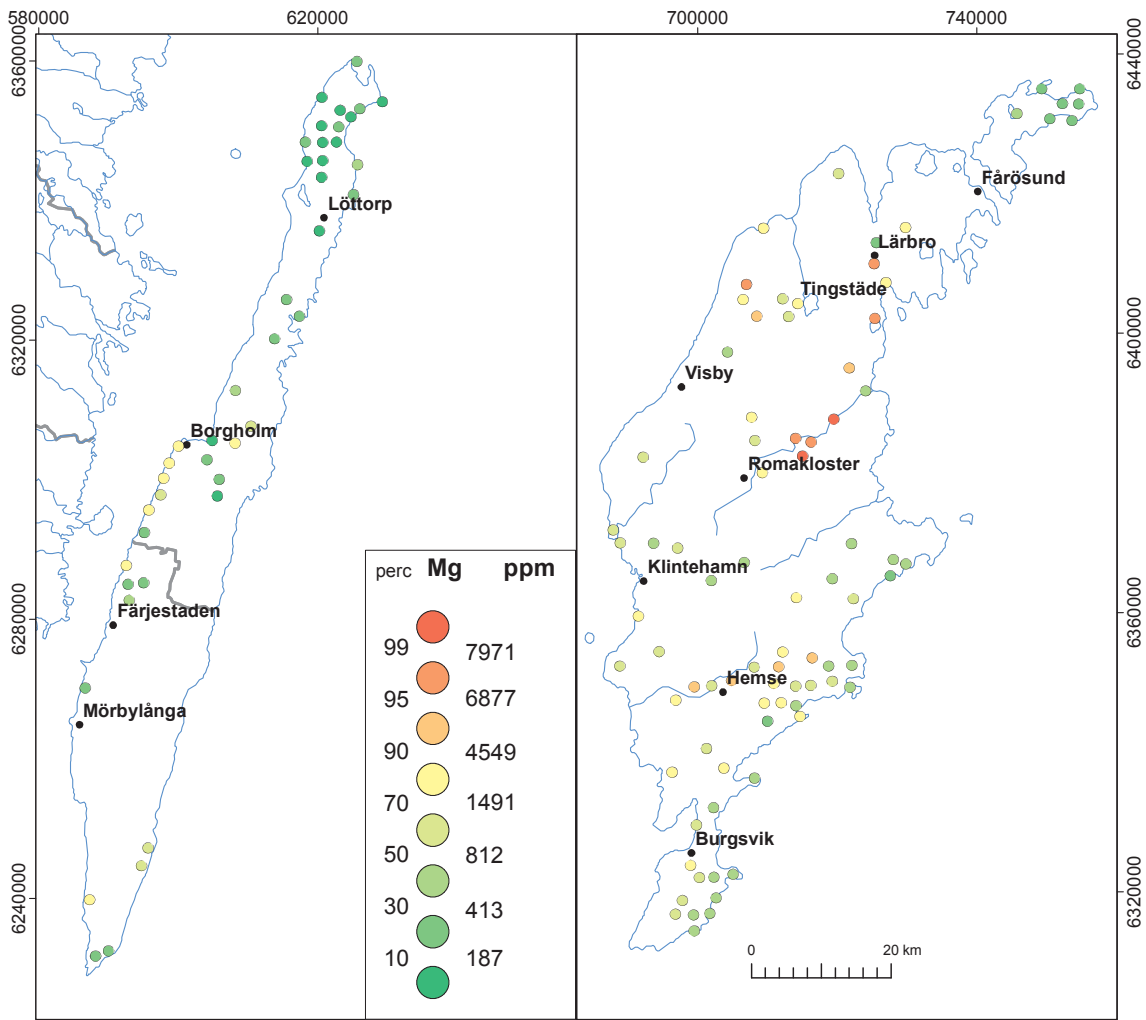 580000 620000 700000 740000
6360000
6320000
6280000
6240000
6440000
6400000
6360000
6320000
Löttorp
Borgholm
Färjestaden
Mörbylånga
Fårösund
Lärbro
Tingstäde
Visby
Romakloster
Klintehamn
Hemse
Burgsvik
perc Mg ppm
99 7971
95 6877
90 4549
70 1491
50 812
30 413
10 187
0 20 km